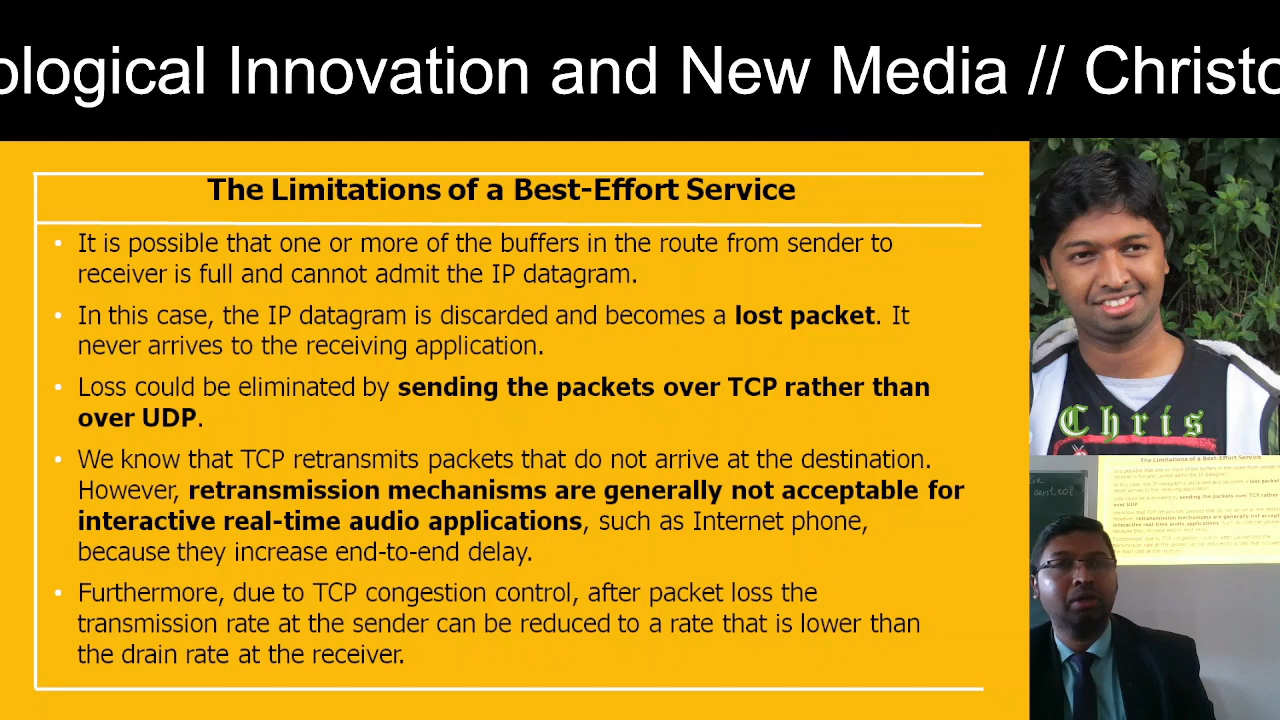 ological Innovation and New Media // Christo
The Limitations of a Best-Effort Service
• It is possible that one or more of the buffers in the route from sender to
receiver is full and cannot admit the IP datagram.
• In this case, the IP datagram is discarded and becomes a lost packet. It
never arrives to the receiving application.
• Loss could be eliminated by sending the packets over TCP rather than
over UDP.
• We know that TCP retransmits packets that do not arrive at the destination.
However, retransmission mechanisms are generally not acceptable for
interactive real-time audio applications, such as Internet phone,
because they increase end-to-end delay.
• Furthermore, due to TCP congestion control, after packet loss the
transmission rate at the sender can be reduced to a rate that is lower than
the drain rate at the receiver.
Chris
The Limitations of a Best-Effort Service